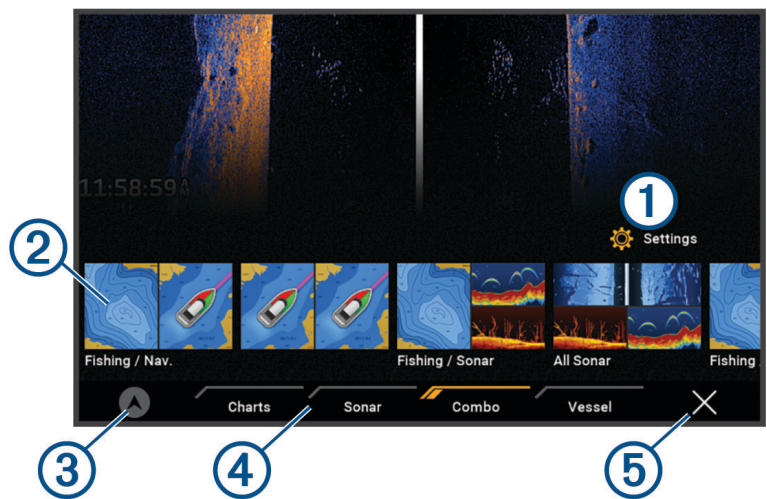 11:58:59
1
Settings
2
Fishing / Nav.
Fishing / Sonar
All Sonar
Fishing /
Charts
Sonar
Combo
Vessel
3
4
5